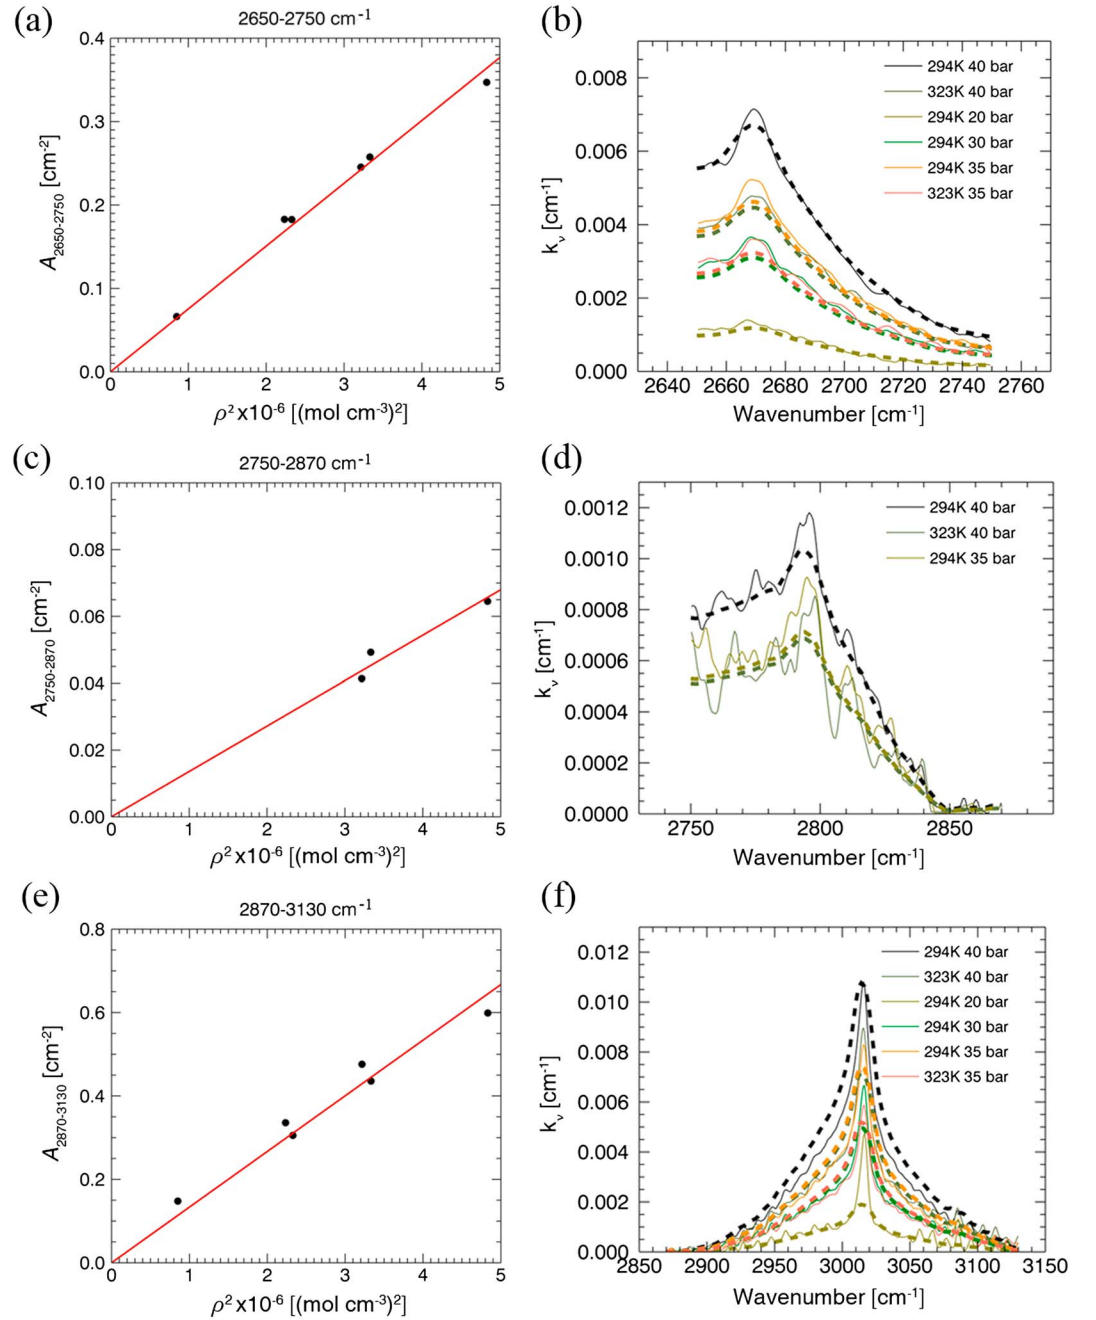 (a)
2650-2750 cm⁻¹
0.4
0.3
0.2
0.1
0.0
0 1 2 3 4 5
A2650-2750 [cm⁻²]
ρ² x10⁻⁶ [(mol cm⁻³)²]
(b)
294K 40 bar
323K 40 bar
294K 20 bar
294K 30 bar
294K 35 bar
323K 35 bar
0.008
0.006
0.004
0.002
0.000
2640 2660 2680 2700 2720 2740 2760
kν [cm⁻¹]
Wavenumber [cm⁻¹]
(c)
2750-2870 cm⁻¹
0.10
0.08
0.06
0.04
0.02
0.00
0 1 2 3 4 5
A2750-2870 [cm⁻²]
ρ² x10⁻⁶ [(mol cm⁻³)²]
(d)
294K 40 bar
323K 40 bar
294K 35 bar
0.0012
0.0010
0.0008
0.0006
0.0004
0.0002
0.0000
2750 2800 2850
kν [cm⁻¹]
Wavenumber [cm⁻¹]
(e)
2870-3130 cm⁻¹
0.8
0.6
0.4
0.2
0.0
0 1 2 3 4 5
A2870-3130 [cm⁻²]
ρ² x10⁻⁶ [(mol cm⁻³)²]
(f)
294K 40 bar
323K 40 bar
294K 20 bar
294K 30 bar
294K 35 bar
323K 35 bar
0.012
0.010
0.008
0.006
0.004
0.002
0.000
2850 2900 2950 3000 3050 3100 3150
kν [cm⁻¹]
Wavenumber [cm⁻¹]